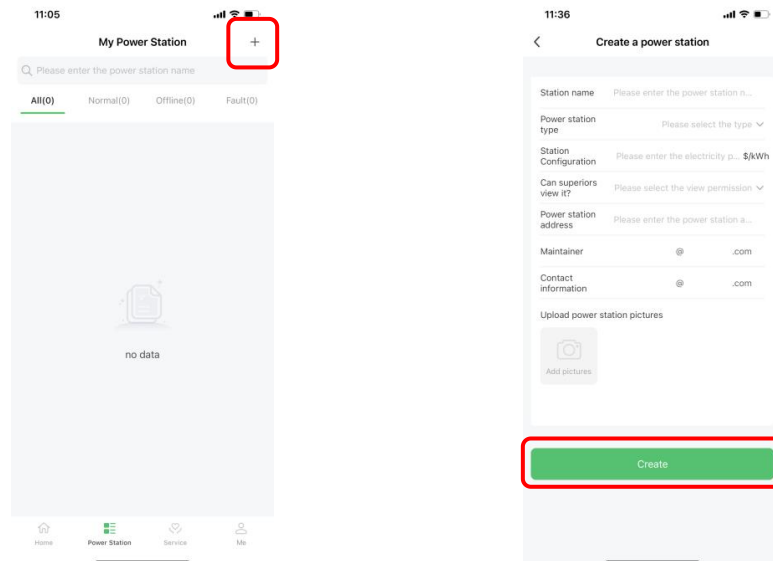 11:05
My Power Station
+
Please enter the power station name
All(0) Normal(0) Offline(0) Fault(0)
no data
Home Power Station Service Me
11:36
Create a power station
Station name Please enter the power station n...
Power station
type
Please select the type
Station
Configuration
Please enter the electricity p... $/kWh
Can superiors
view it?
Please select the view permission
Power station
address
Please enter the power station a...
Maintainer @ .com
Contact
information
@ .com
Upload power station pictures
Add pictures
Create